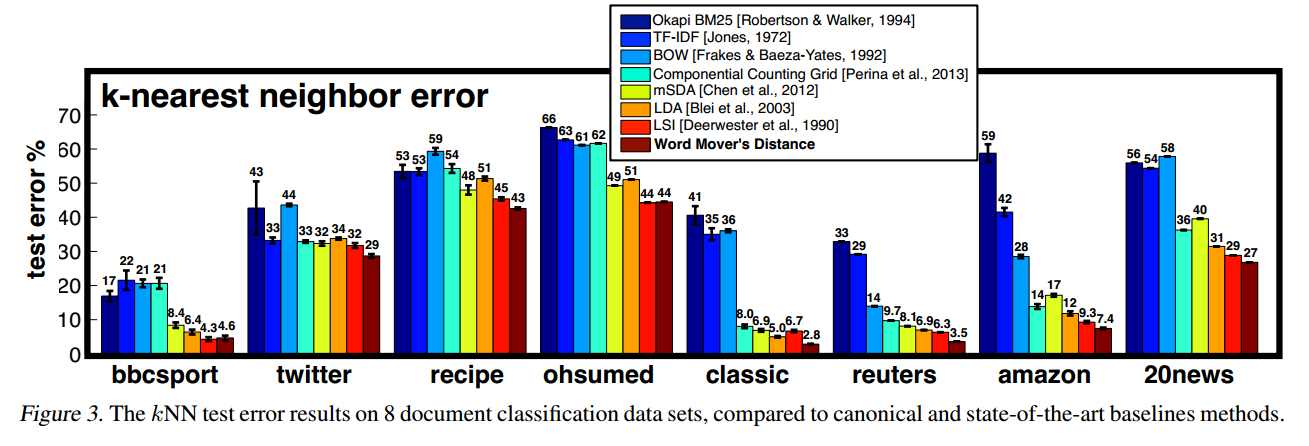 Okapi BM25 [Robertson & Walker, 1994]
TF-IDF [Jones, 1972]
BOW [Frakes & Baeza-Yates, 1992]
Componential Counting Grid [Perina et al., 2013]
mSDA [Chen et al., 2012]
LDA [Blei et al., 2003]
LSI [Deerwester et al., 1990]
Word Mover's Distance
k-nearest neighbor error
test error %
70
60
50
40
30
20
10
0
17 22 21 21 8.4 6.4 4.3 4.6
43 33 44 33 32 34 32 29
53 53 59 54 48 51 45 43
66 63 61 62 49 51 44 44
41 35 36 8.0 6.9 5.0 6.7 2.8
33 29 14 9.7 8.1 6.9 6.3 3.5
59 42 28 14 17 12 9.3 7.4
56 54 58 36 40 31 29 27
bbcsport twitter recipe ohsumed classic reuters amazon 20news
Figure 3. The kNN test error results on 8 document classification data sets, compared to canonical and state-of-the-art baselines methods.